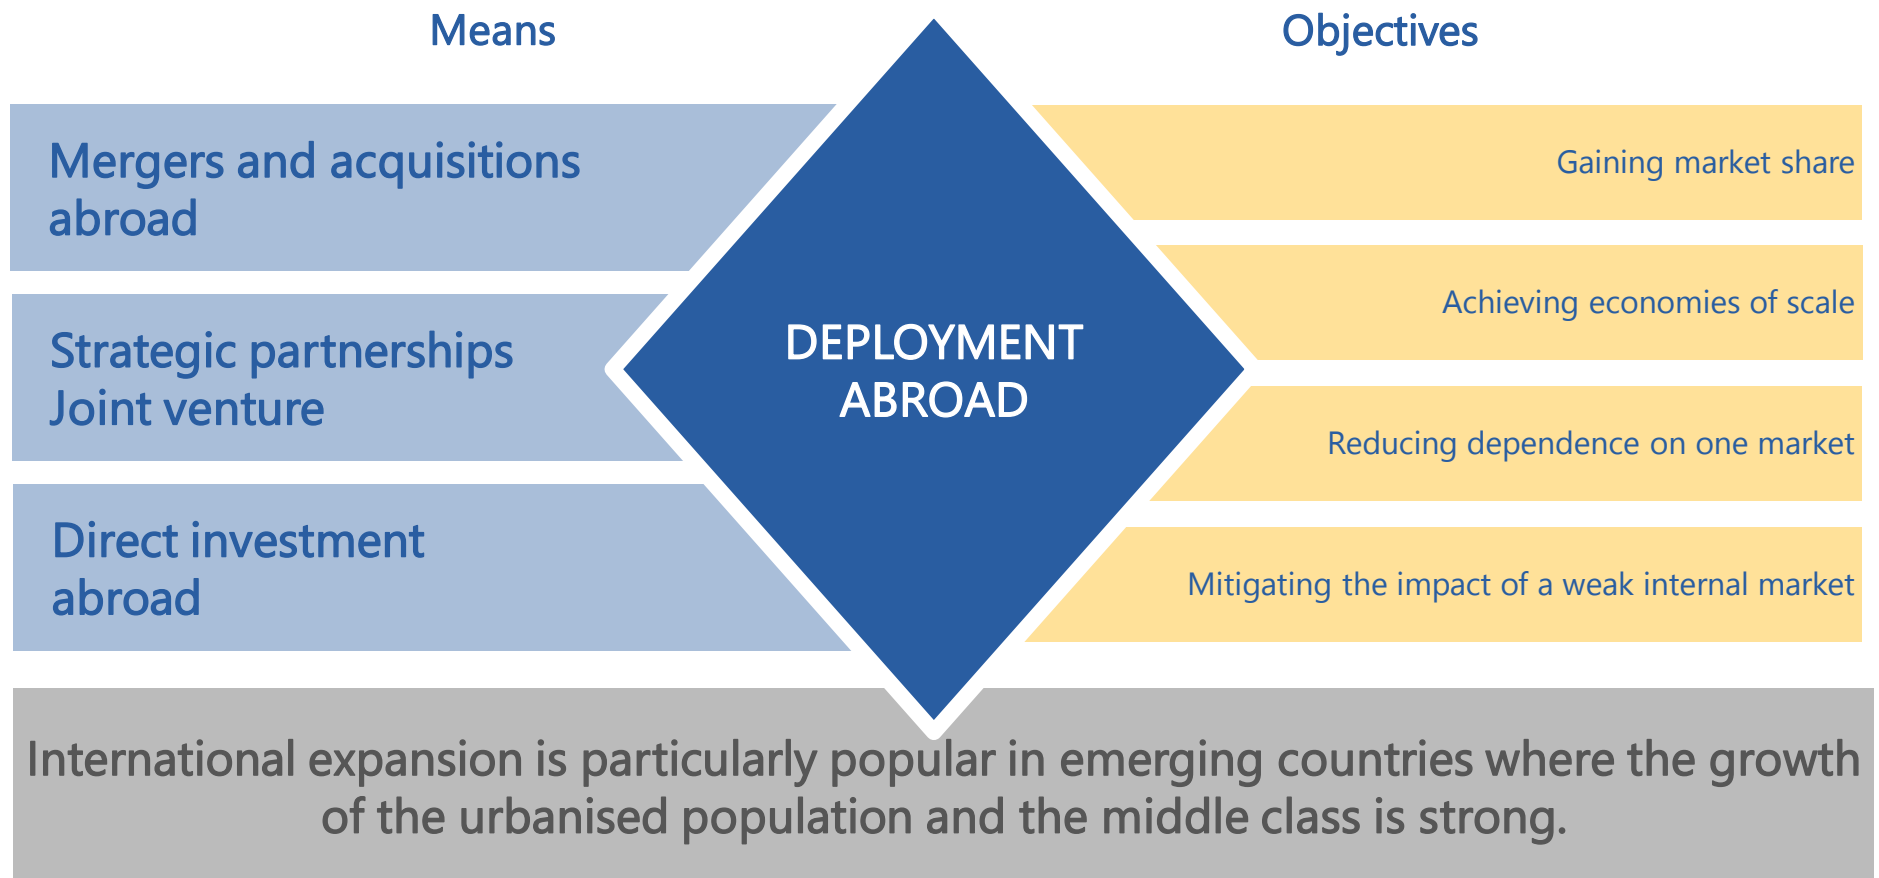 Means
Objectives
Mergers and acquisitions
abroad
Strategic partnerships
Joint venture
Direct investment
abroad
DEPLOYMENT
ABROAD
Gaining market share
Achieving economies of scale
Reducing dependence on one market
Mitigating the impact of a weak internal market
International expansion is particularly popular in emerging countries where the growth
of the urbanised population and the middle class is strong.